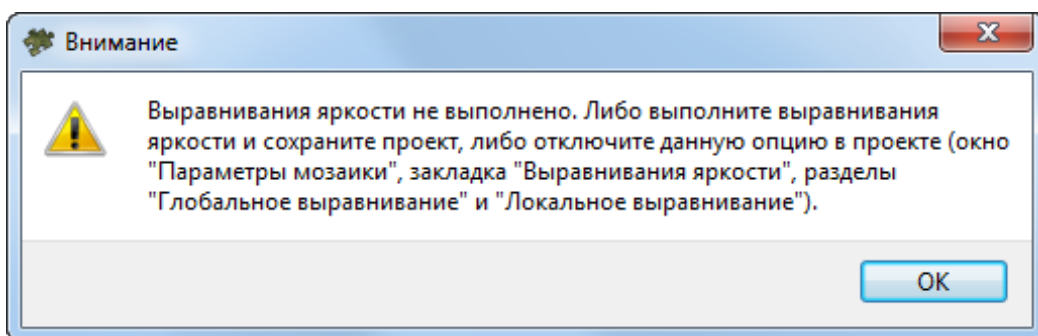 Внимание
Выравнивания яркости не выполнено. Либо выполните выравнивания
яркости и сохраните проект, либо отключите данную опцию в проекте (окно
"Параметры мозаики", закладка "Выравнивания яркости", разделы
"Глобальное выравнивание" и "Локальное выравнивание").
OK